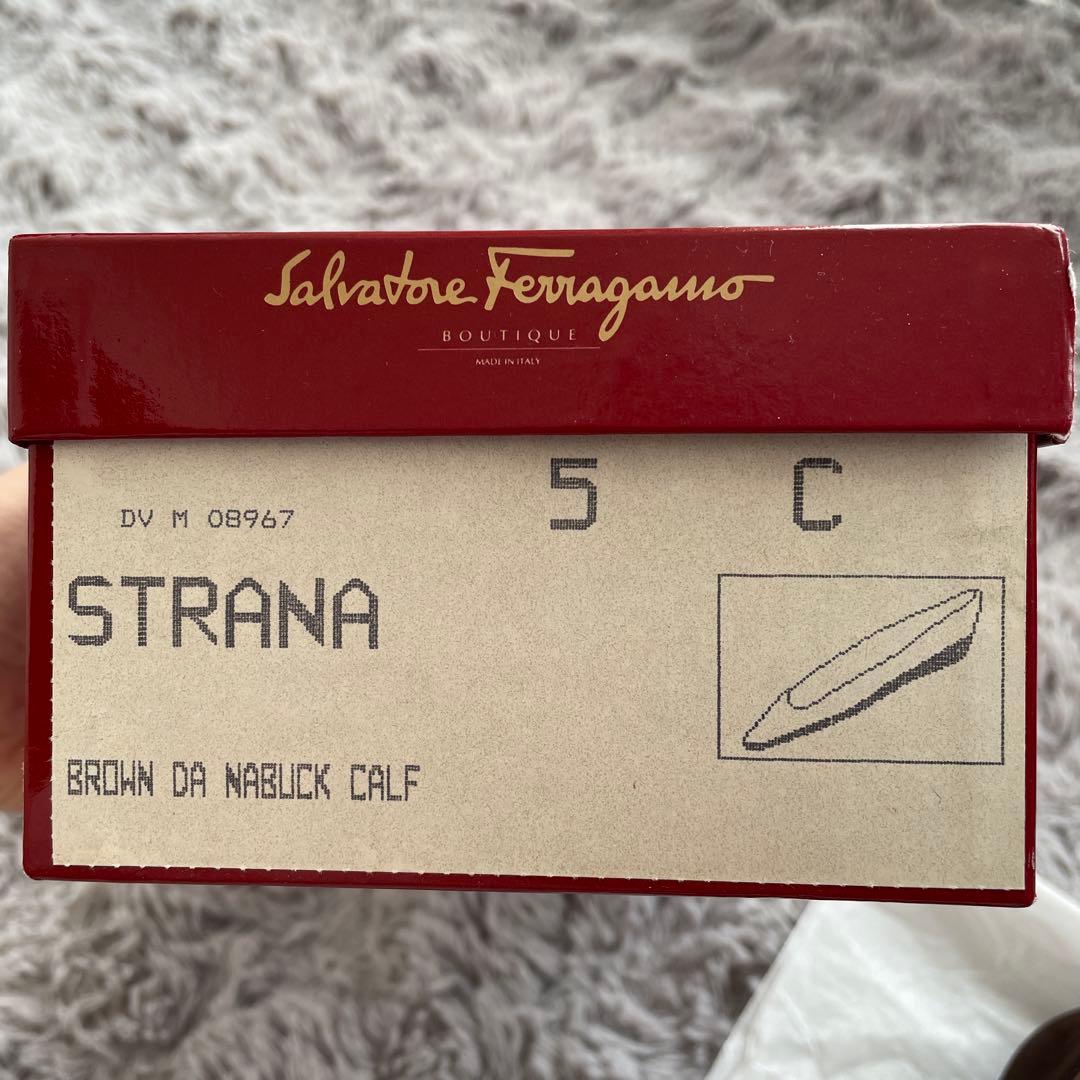 Salvatore Ferragamo
BOUTIQUE
MADE IN ITALY
5 C
DV M 08967
STRANA
BROWN DA NABUCK CALF